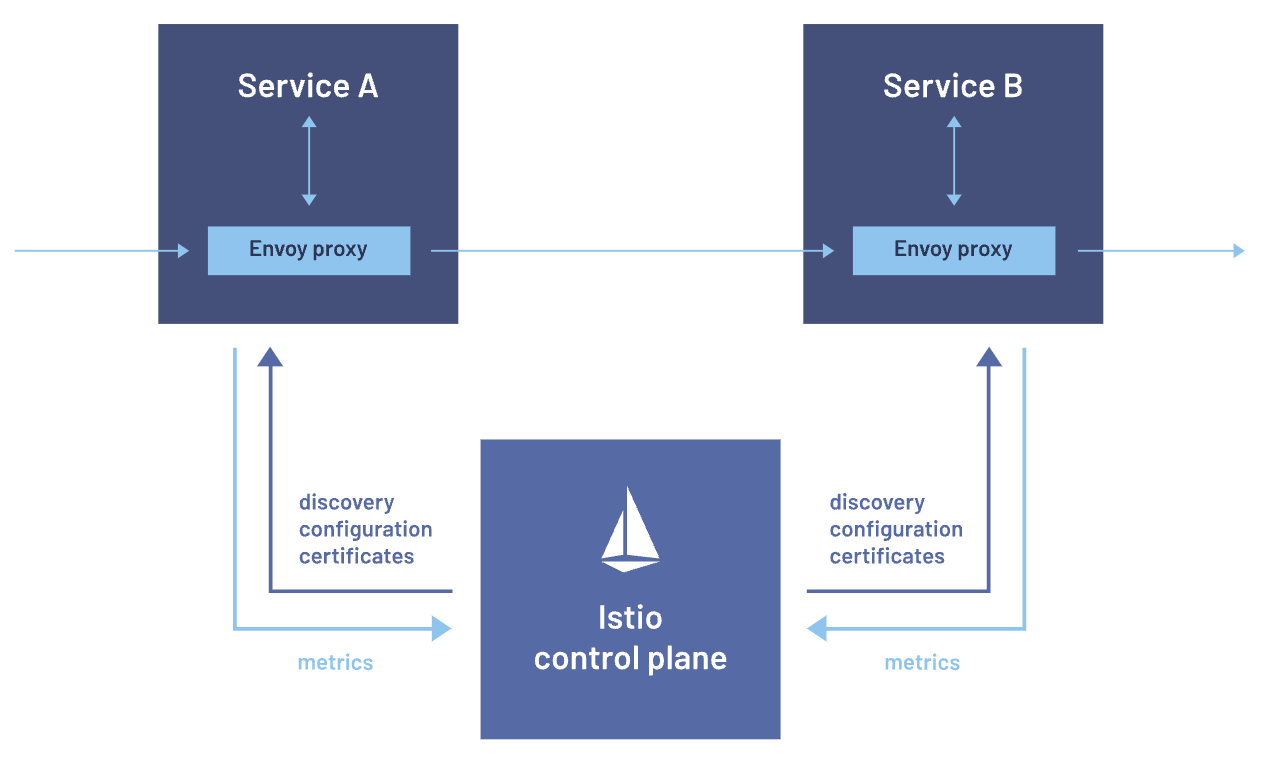 Service A
Service B
Envoy proxy
Envoy proxy
discovery
configuration
certificates
discovery
configuration
certificates
Istio
control plane
metrics
metrics